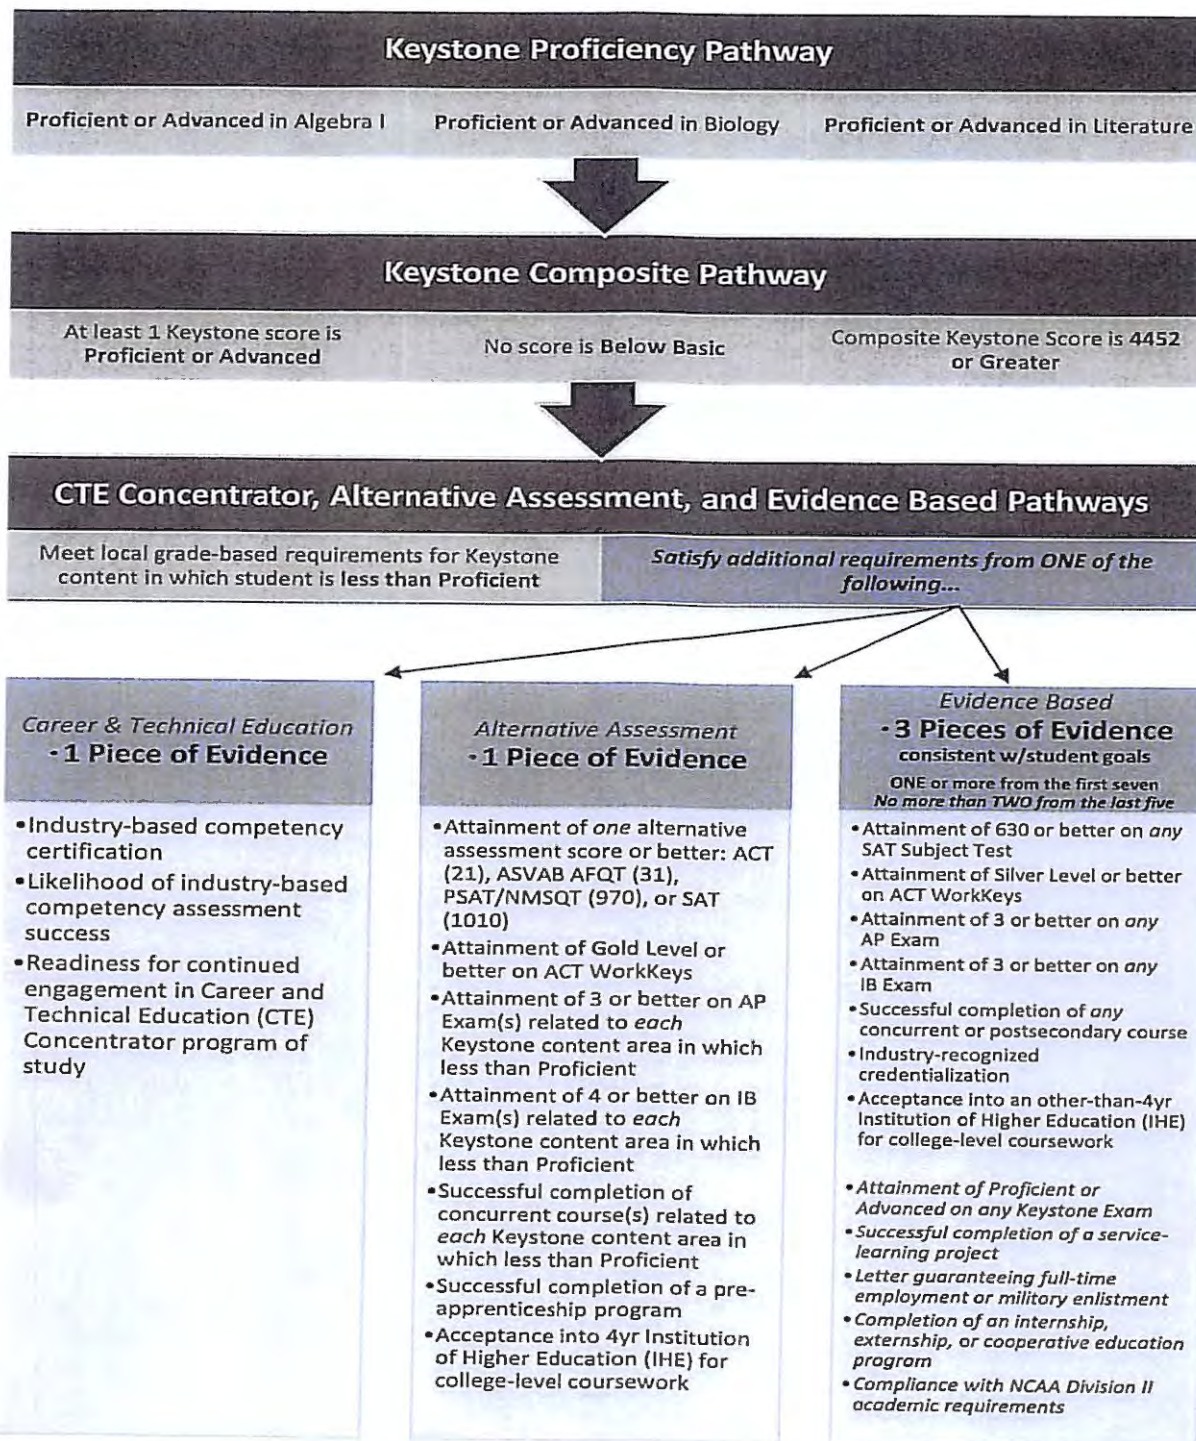 Keystone Proficiency Pathway
Proficient or Advanced in Algebra I
Proficient or Advanced in Biology
Proficient or Advanced in Literature
Keystone Composite Pathway
At least 1 Keystone score is
Proficient or Advanced
No score is Below Basic
Composite Keystone Score is 4452
or Greater
CTE Concentrator, Alternative Assessment, and Evidence Based Pathways
Meet local grade-based requirements for Keystone
content in which student is less than Proficient
Satisfy additional requirements from ONE of the
following...
Career & Technical Education
·1 Piece of Evidence
•Industry-based competency
certification
•Likelihood of industry-based
competency assessment
success
•Readiness for continued
engagement in Career and
Technical Education (CTE)
Concentrator program of
study
Alternative Assessment
·1 Piece of Evidence
•Attainment of one alternative
assessment score or better: ACT
(21), ASVAB AFQT (31),
PSAT/NMSQT (970), or SAT
(1010)
•Attainment of Gold Level or
better on ACT WorkKeys
•Attainment of 3 or better on AP
Exam(s) related to each
Keystone content area in which
less than Proficient
•Attainment of 4 or better on IB
Exam(s) related to each
Keystone content area in which
less than Proficient
•Successful completion of
concurrent course(s) related to
each Keystone content area in
which less than Proficient
•Successful completion of a pre-
apprenticeship program
•Acceptance into 4yr Institution
of Higher Education (IHE) for
college-level coursework
Evidence Based
·3 Pieces of Evidence
consistent w/student goals
ONE or more from the first seven
No more than TWO from the last five
•Attainment of 630 or better on any
SAT Subject Test
•Attainment of Silver Level or better
on ACT WorkKeys
•Attainment of 3 or better on any
AP Exam
•Attainment of 3 or better on any
IB Exam
•Successful completion of any
concurrent or postsecondary course
•Industry-recognized
credentialization
•Acceptance into an other-than-4yr
Institution of Higher Education (IHE)
for college-level coursework
•Attainment of Proficient or
Advanced on any Keystone Exam
•Successful completion of a service-
learning project
•Letter guaranteeing full-time
employment or military enlistment
•Completion of an internship,
externship, or cooperative education
program
•Compliance with NCAA Division II
academic requirements